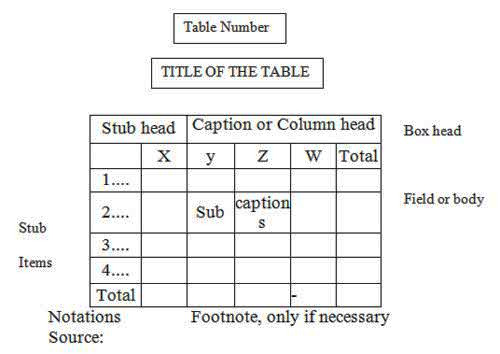 Table Number
TITLE OF THE TABLE
Stub head Caption or Column head
Box head
X y Z W Total
1....
2.... Sub caption
s
Field or body
Stub
3....
Items
4....
Total -
Notations Footnote, only if necessary
Source: